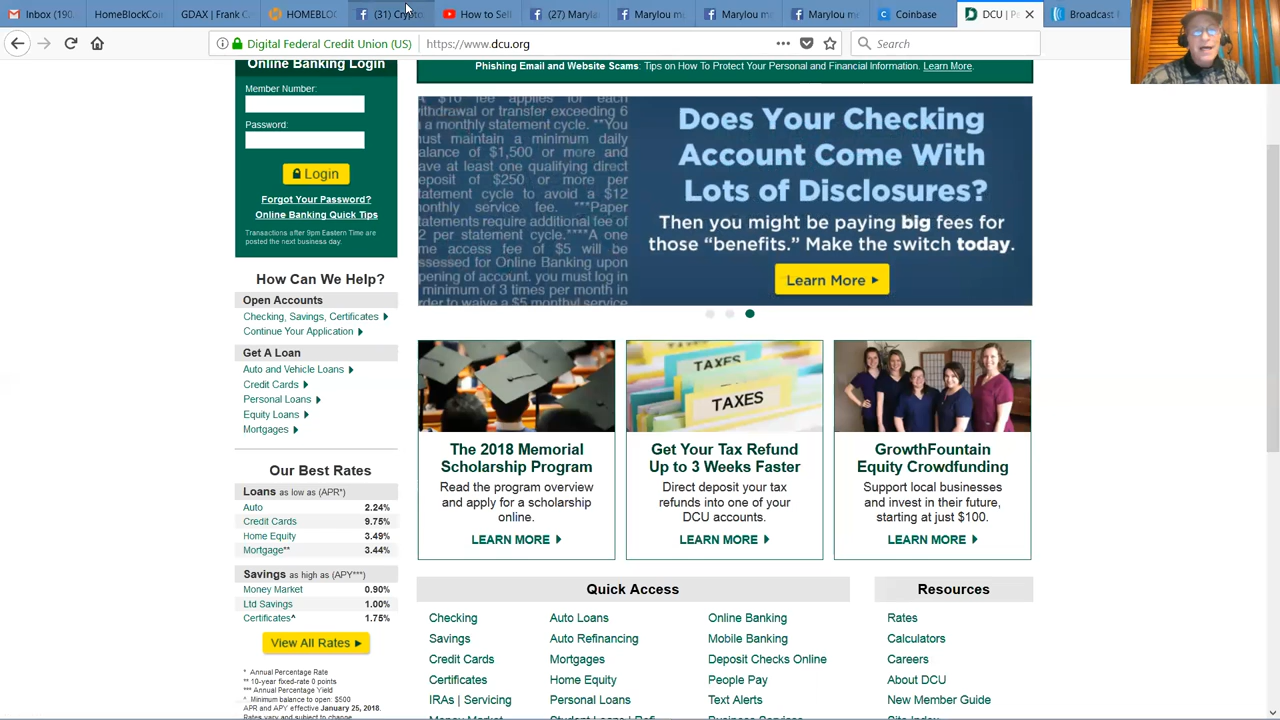 Inbox (190
HomeBlockCoin
GDAX | Frank C
HOMEBLOC
(31) Crypto
How to Sell
(27) Maryl
Marylou m
Marylou m
Marylou m
Coinbase
DCU | Pe
Broadcast
Digital Federal Credit Union (US)
https://www.dcu.org
Search
Online Banking Login
Member Number:
Password:
Login
Forgot Your Password?
Online Banking Quick Tips
Transactions after 9pm Eastern Time are
posted the next business day.
How Can We Help?
Open Accounts
Checking, Savings, Certificates
Continue Your Application
Get A Loan
Auto and Vehicle Loans
Credit Cards
Personal Loans
Equity Loans
Mortgages
Our Best Rates
Loans as low as (APR*)
Auto 2.24%
Credit Cards 9.75%
Home Equity 3.49%
Mortgage** 3.44%
Savings as high as (APY***)
Money Market 0.90%
Ltd Savings 1.00%
Certificates^ 1.75%
View All Rates
* Annual Percentage Rate
** 10-year fixed-rate 0 points
*** Annual Percentage Yield
^ Minimum balance to open: $500
APR and APY effective January 25, 2018.
Rates vary and subject to change
Phishing Email and Website Scams: Tips on How To Protect Your Personal and Financial Information. Learn More.
A $10 fee applies for each
withdrawal or transfer exceeding 6
a monthly statement cycle. **You
must maintain a minimum daily
balance of $1,500 or more and
have at least one qualifying direct
deposit of $250 or more per
statement cycle to avoid a $12
monthly service fee. ***Paper
statements require additional fee of
2 per statement cycle.****A one
me access fee of $5 will be
assessed for Online Banking upon
opening of account. you must log in
minimum of 3 times per month in
order to waive a $5 monthly service
Does Your Checking
Account Come With
Lots of Disclosures?
Then you might be paying big fees for
those “benefits.” Make the switch today.
Learn More
TAXES
TAXES
The 2018 Memorial
Scholarship Program
Read the program overview
and apply for a scholarship
online.
LEARN MORE
Get Your Tax Refund
Up to 3 Weeks Faster
Direct deposit your tax
refunds into one of your
DCU accounts.
LEARN MORE
GrowthFountain
Equity Crowdfunding
Support local businesses
and invest in their future,
starting at just $100.
LEARN MORE
Quick Access
Checking
Savings
Credit Cards
Certificates
IRAs | Servicing
Auto Loans
Auto Refinancing
Mortgages
Home Equity
Personal Loans
Online Banking
Mobile Banking
Deposit Checks Online
People Pay
Text Alerts
Resources
Rates
Calculators
Careers
About DCU
New Member Guide